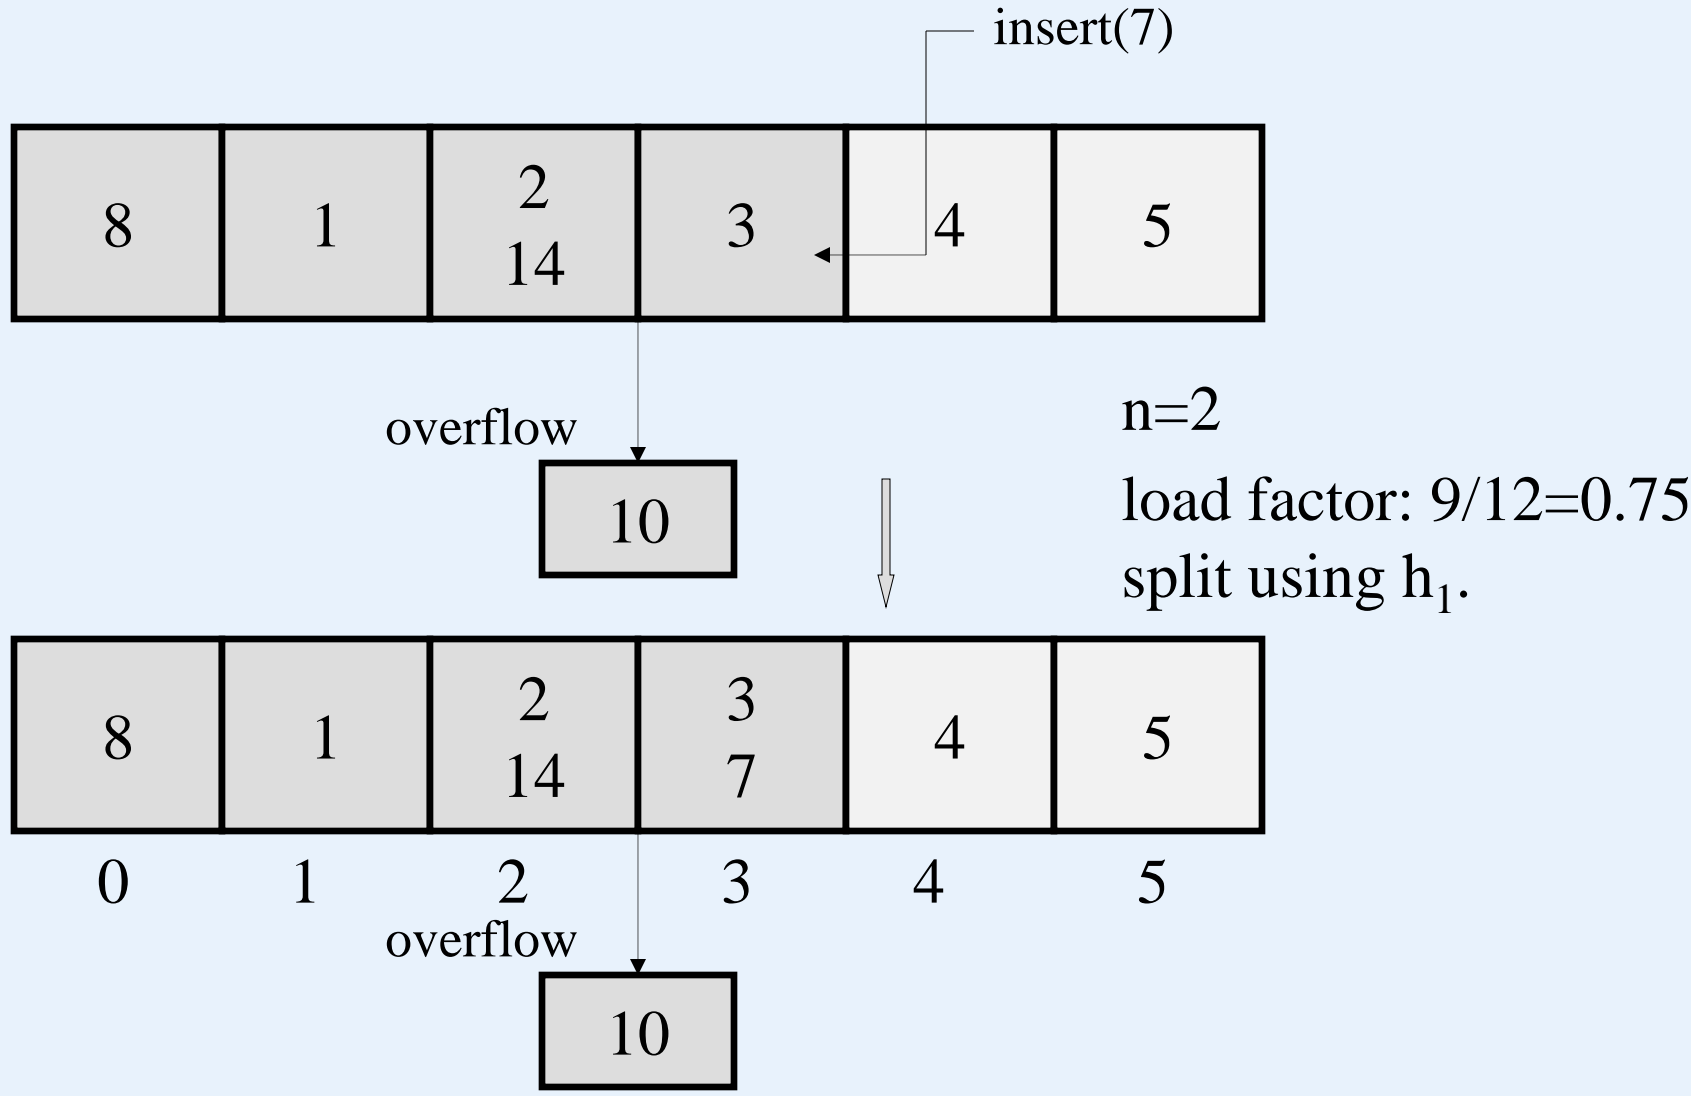 insert(7)
8 1 2 3 4 5
14
overflow
10
n=2
load factor: 9/12=0.75
split using h₁.
8 1 2 3 4 5
14 7
0 1 2 3 4 5
overflow
10